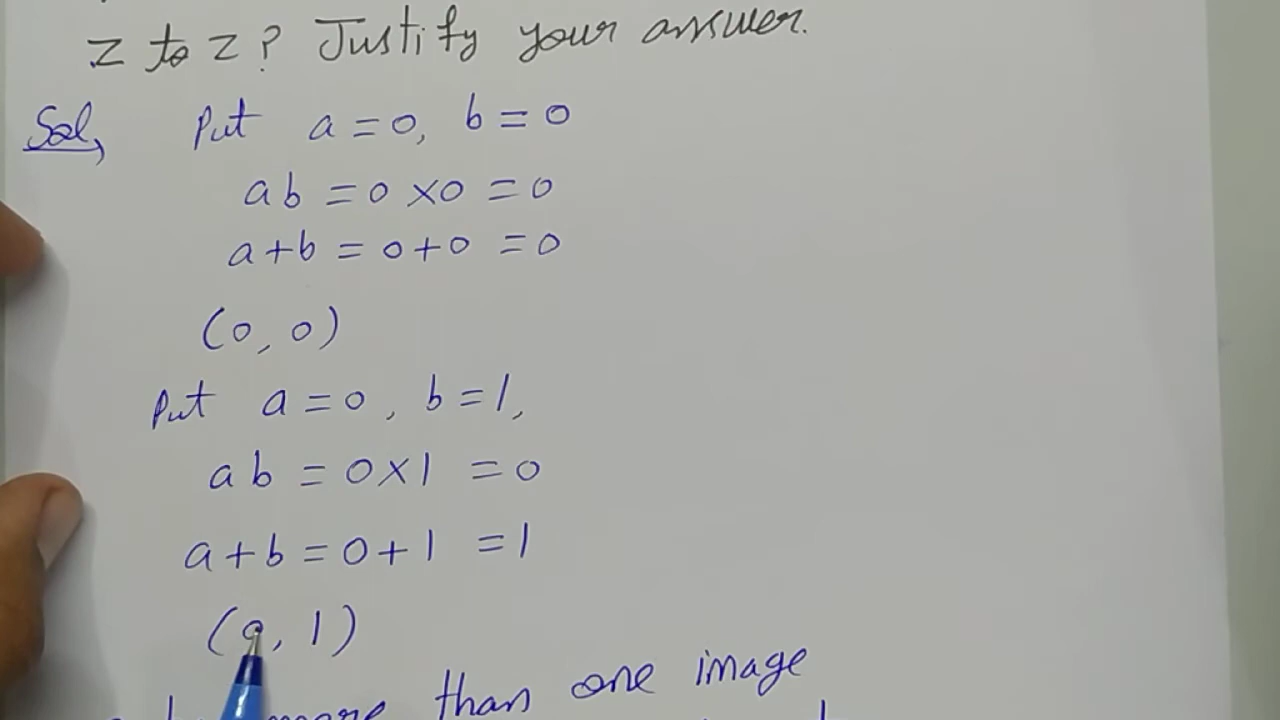 Z to Z? Justify your answer.
Sol, Put a = 0, b = 0
ab = 0 × 0 = 0
a + b = 0 + 0 = 0
(0, 0)
Put a = 0, b = 1,
ab = 0 × 1 = 0
a + b = 0 + 1 = 1
(0, 1)
more than one image